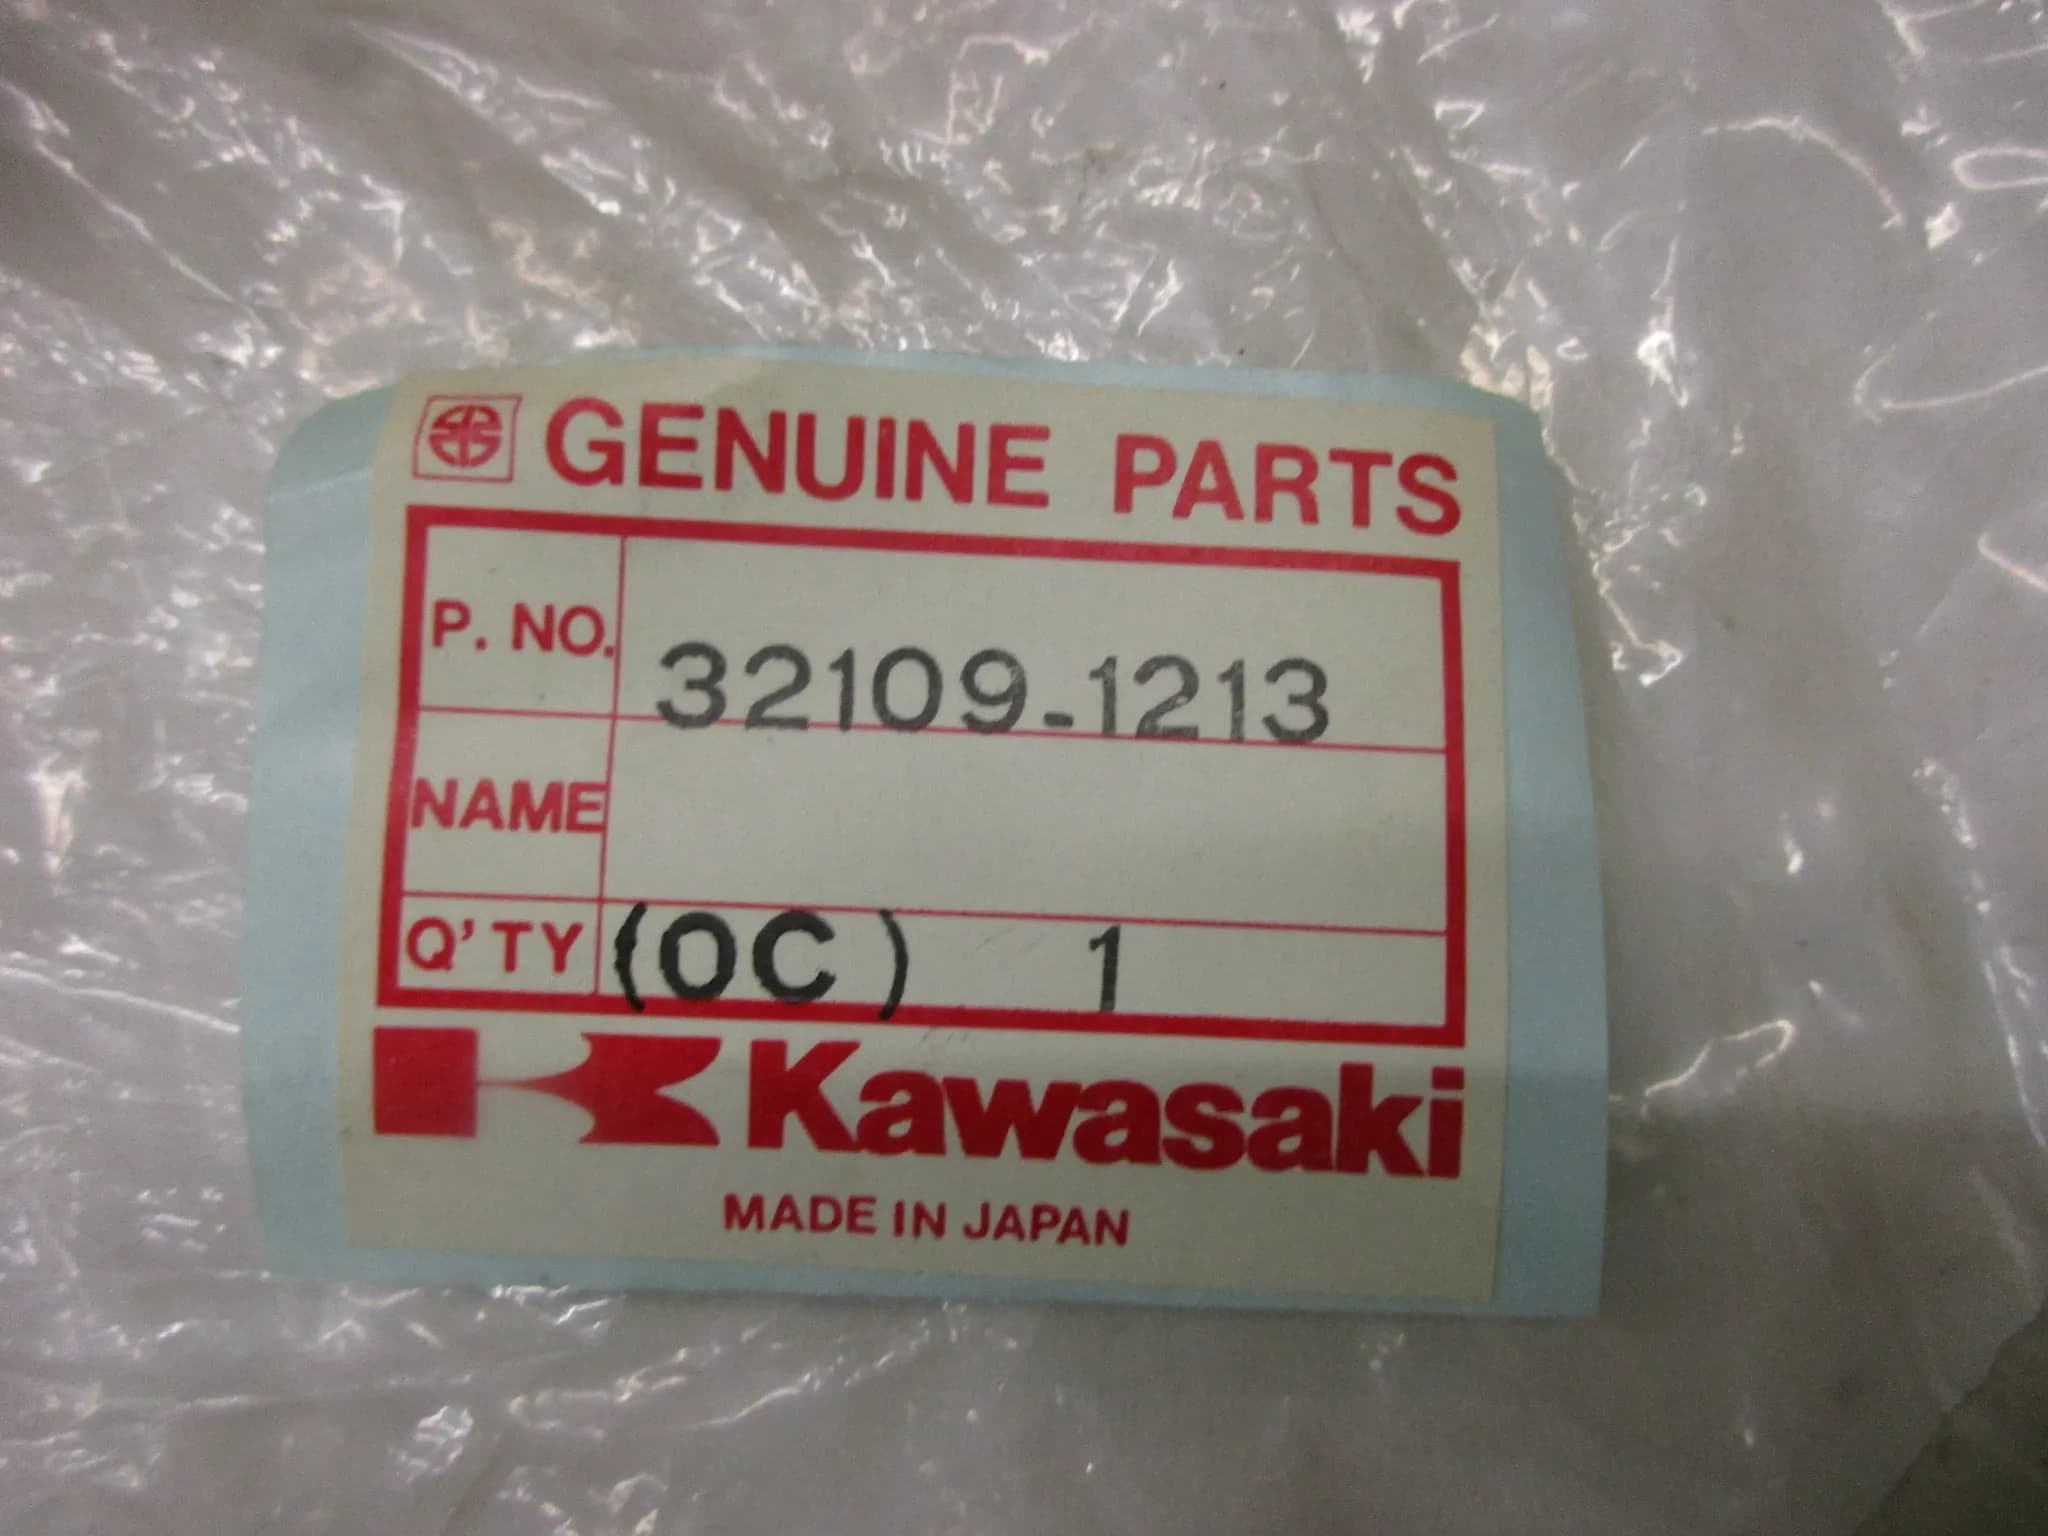 GENUINE PARTS
P. NO. 32109-1213
NAME
Q'TY (OC) 1
Kawasaki
MADE IN JAPAN